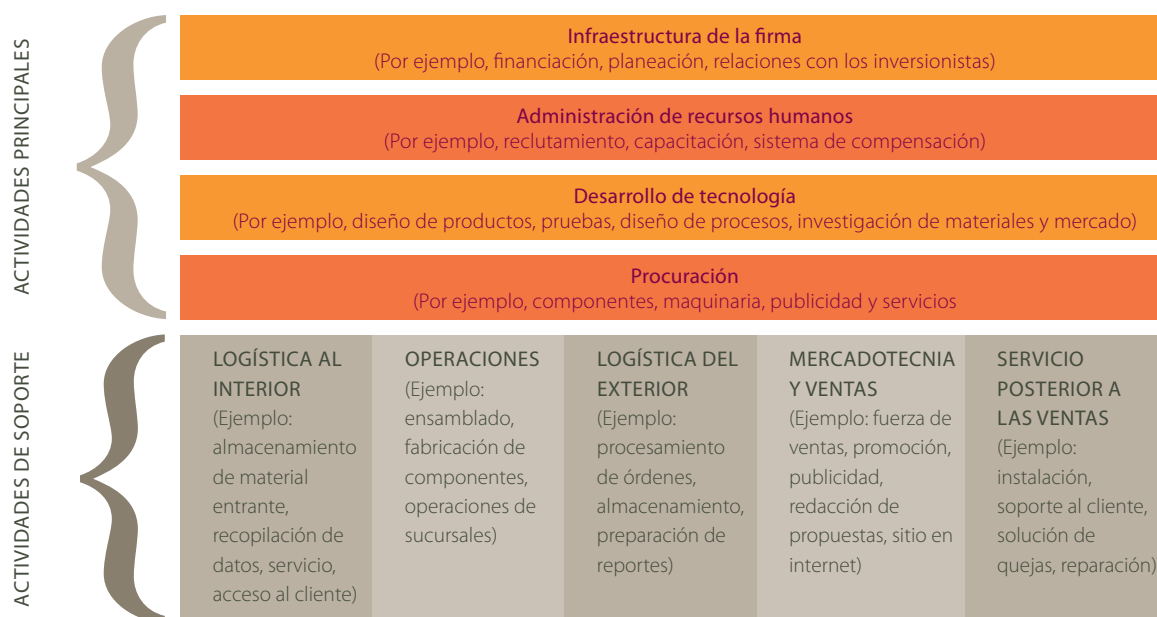 ACTIVIDADES PRINCIPALES
Infraestructura de la firma
(Por ejemplo, financiación, planeación, relaciones con los inversionistas)
Administración de recursos humanos
(Por ejemplo, reclutamiento, capacitación, sistema de compensación)
Desarrollo de tecnología
(Por ejemplo, diseño de productos, pruebas, diseño de procesos, investigación de materiales y mercado)
Procuración
(Por ejemplo, componentes, maquinaria, publicidad y servicios
ACTIVIDADES DE SOPORTE
LOGÍSTICA AL
INTERIOR
(Ejemplo:
almacenamiento
de material
entrante,
recopilación de
datos, servicio,
acceso al cliente)
OPERACIONES
(Ejemplo:
ensamblado,
fabricación de
componentes,
operaciones de
sucursales)
LOGÍSTICA DEL
EXTERIOR
(Ejemplo:
procesamiento
de órdenes,
almacenamiento,
preparación de
reportes)
MERCADOTECNIA
Y VENTAS
(Ejemplo: fuerza de
ventas, promoción,
publicidad,
redacción de
propuestas, sitio en
internet)
SERVICIO
POSTERIOR A
LAS VENTAS
(Ejemplo:
instalación,
soporte al cliente,
solución de
quejas, reparación)